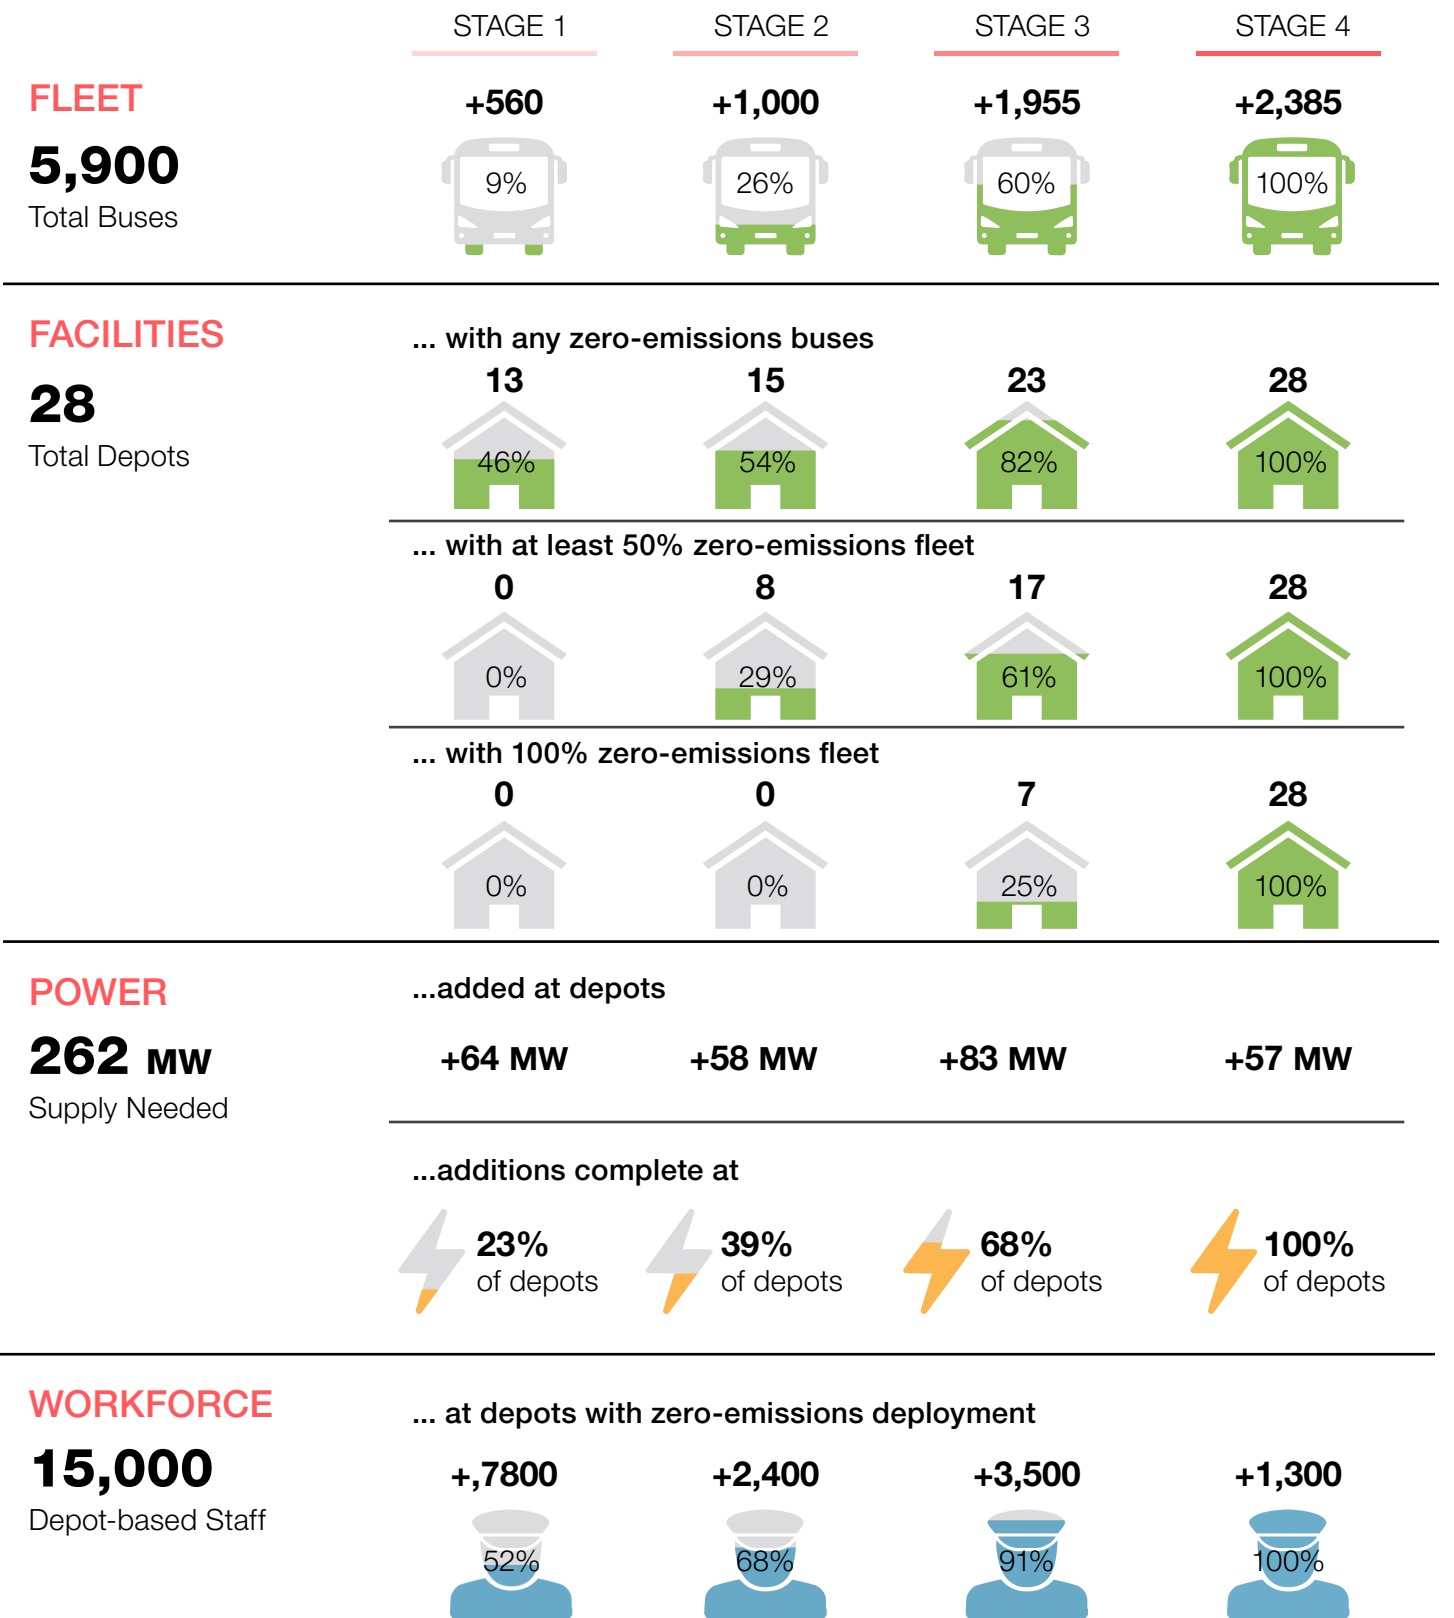 STAGE 1 STAGE 2 STAGE 3 STAGE 4
FLEET
5,900
Total Buses
+560 +1,000 +1,955 +2,385
9% 26% 60% 100%
FACILITIES
28
Total Depots
... with any zero-emissions buses
13 15 23 28
46% 54% 82% 100%
... with at least 50% zero-emissions fleet
0 8 17 28
0% 29% 61% 100%
... with 100% zero-emissions fleet
0 0 7 28
0% 0% 25% 100%
POWER
262 MW
Supply Needed
...added at depots
+64 MW +58 MW +83 MW +57 MW
...additions complete at
23% 39% 68% 100%
of depots of depots of depots of depots
WORKFORCE
15,000
Depot-based Staff
... at depots with zero-emissions deployment
+,7800 +2,400 +3,500 +1,300
52% 68% 91% 100%